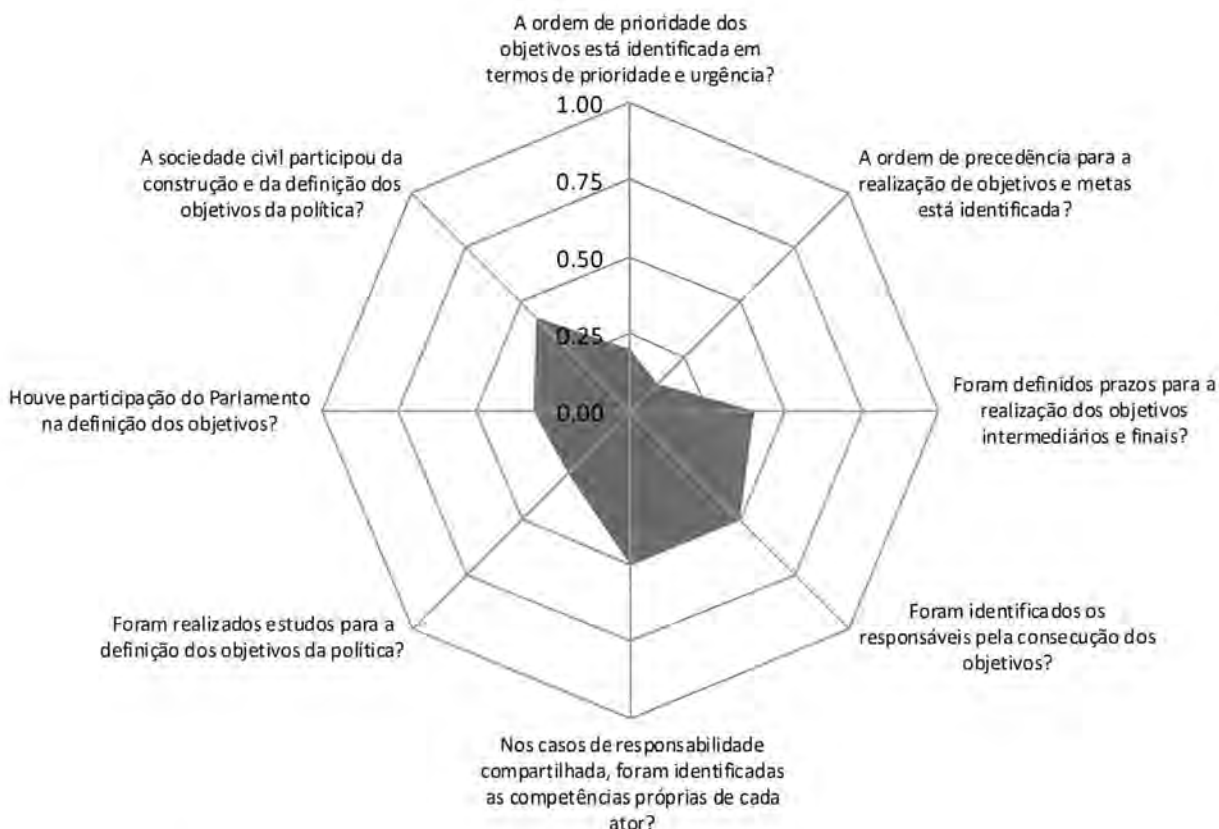 A ordem de prioridade dos
objetivos está identificada em
termos de prioridade e urgência?
1.00
A sociedade civil participou da
construção e da definição dos
objetivos da política?
0.75
A ordem de precedência para a
realização de objetivos e metas
está identificada?
0.50
0.25
Houve participação do Parlamento
na definição dos objetivos?
0,00
Foram definidos prazos para a
realização dos objetivos
intermediários e finais?
Foram realizados estudos para a
definição dos objetivos da política?
Foram identificados os
responsáveis pela consecução dos
objetivos?
Nos casos de responsabilidade
compartilhada, foram identificadas
as competências próprias de cada
ator?